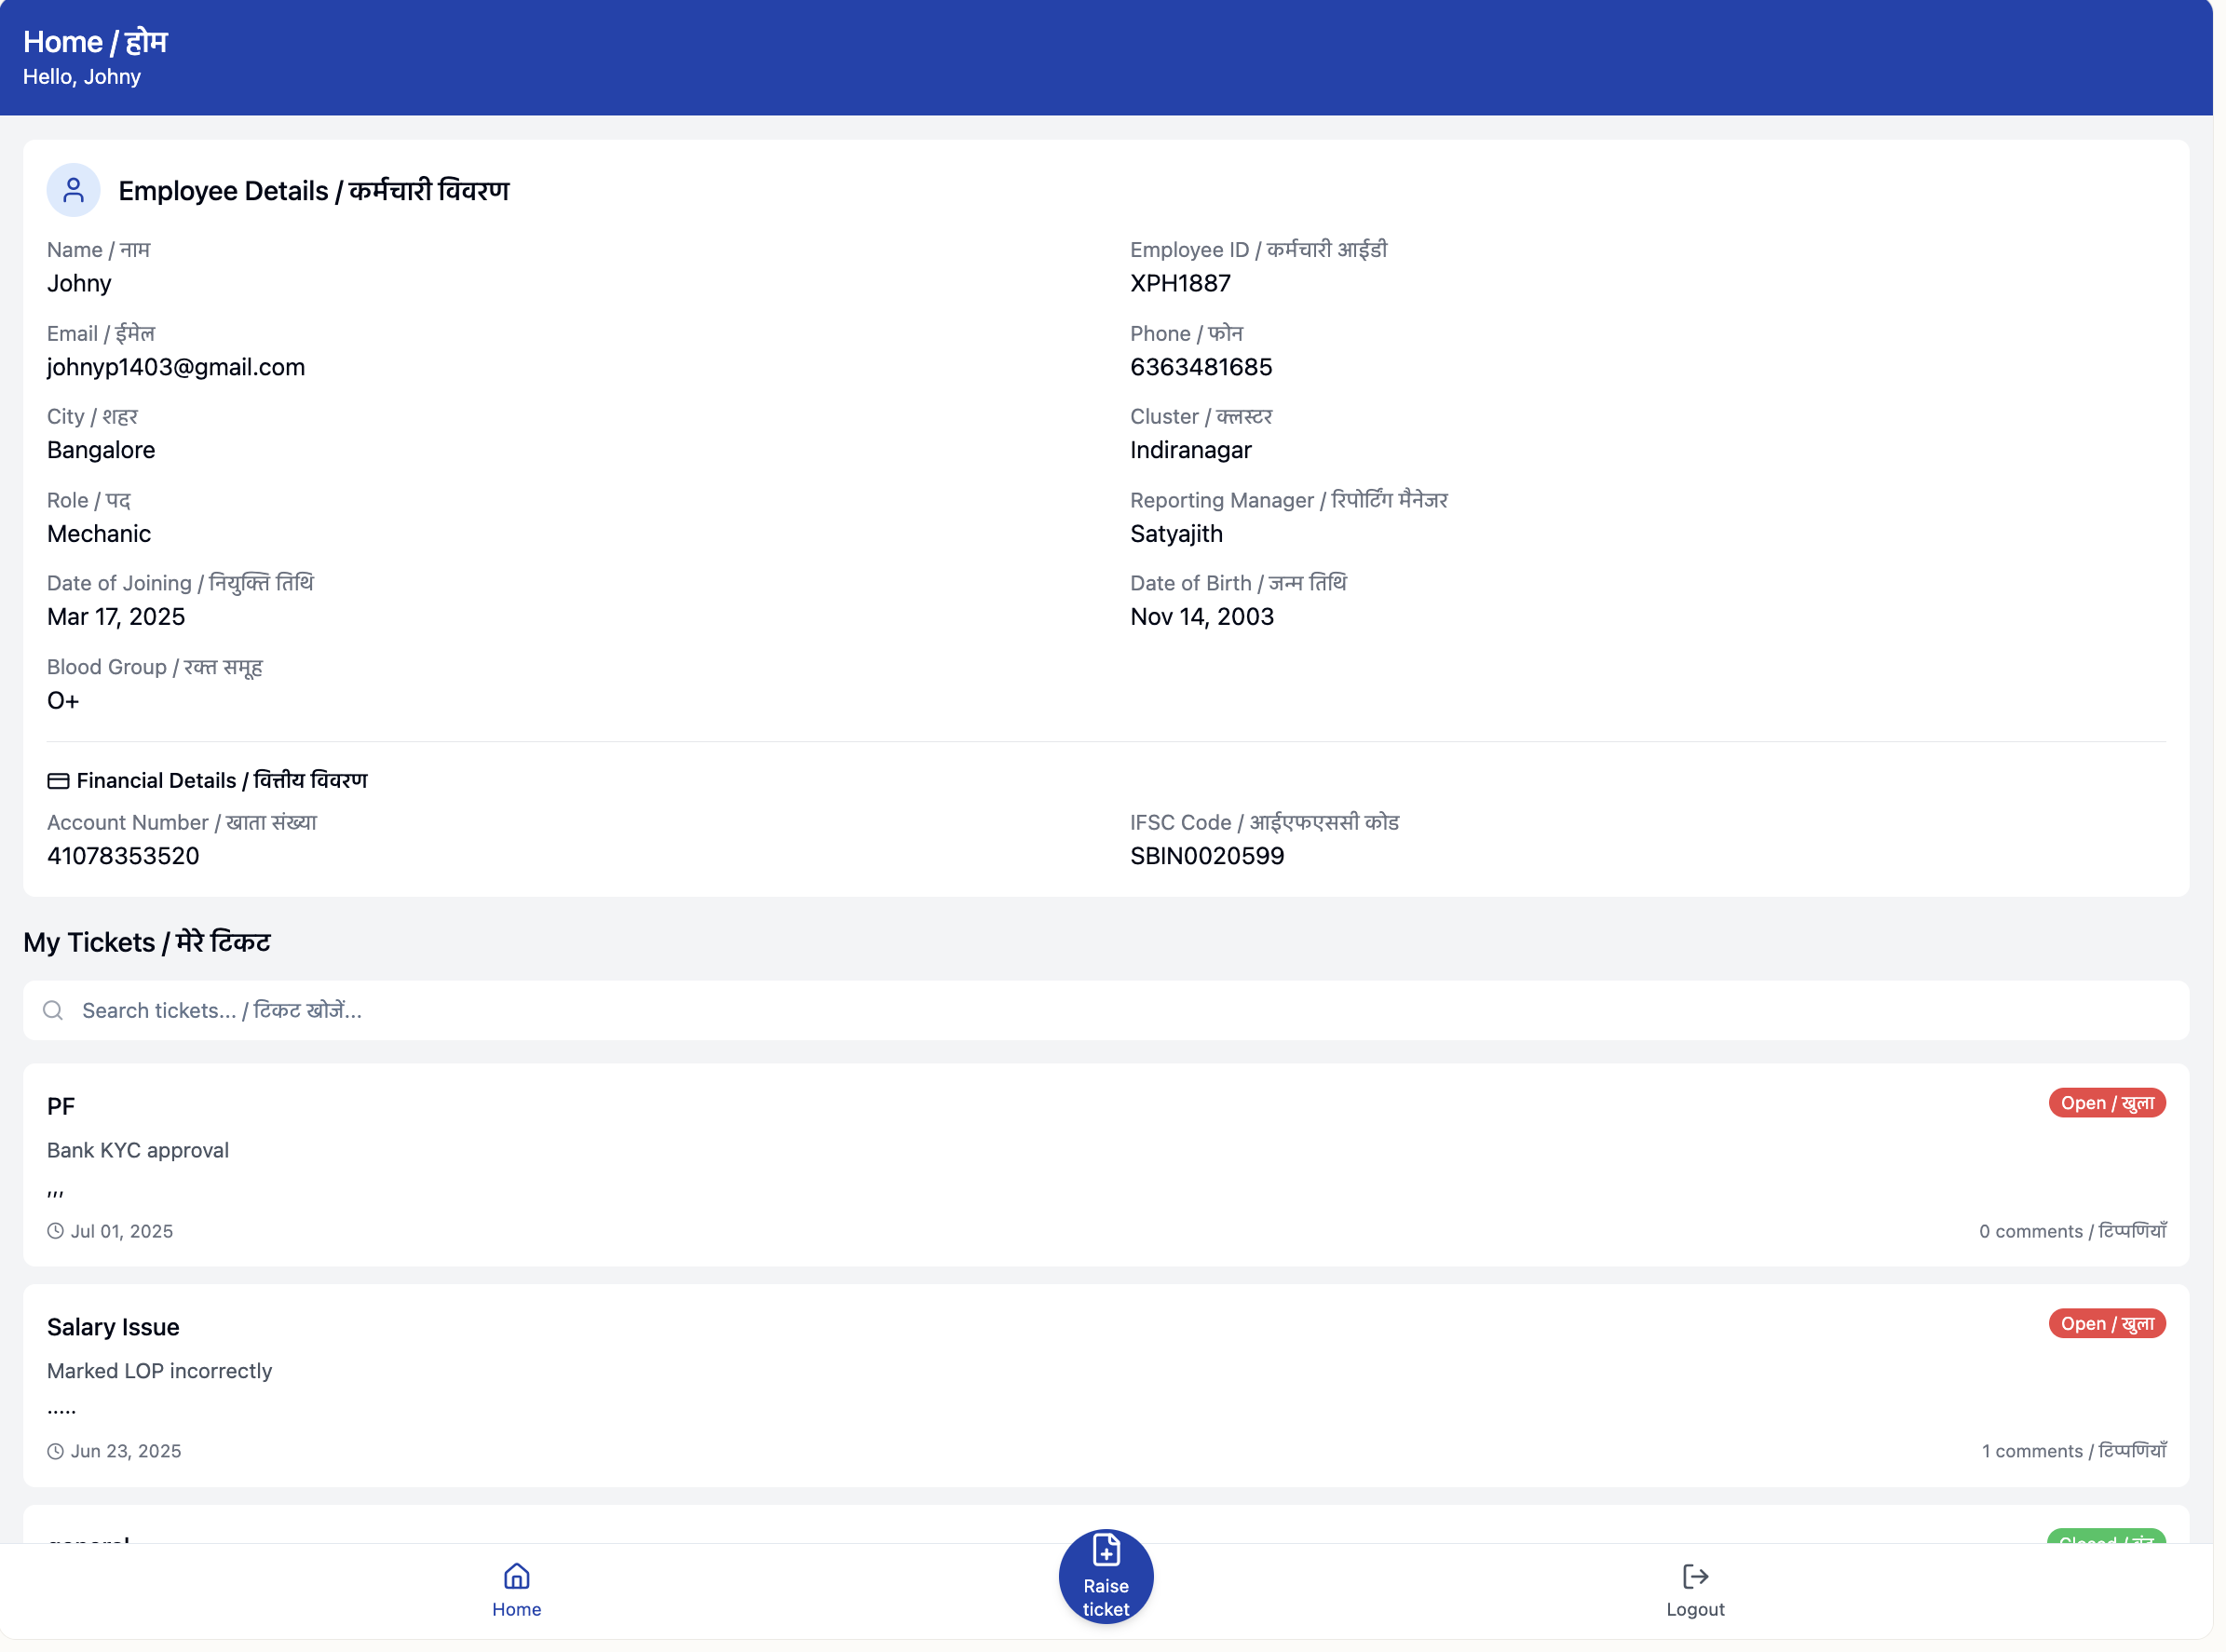 Home / होम
Hello, Johny
Employee Details / कर्मचारी विवरण
Name / नाम
Johny
Employee ID / कर्मचारी आईडी
XPH1887
Email / ईमेल
johnyp1403@gmail.com
Phone / फोन
6363481685
City / शहर
Bangalore
Cluster / क्लस्टर
Indiranagar
Role / पद
Mechanic
Reporting Manager / रिपोर्टिंग मैनेजर
Satyajith
Date of Joining / नियुक्ति तिथि
Mar 17, 2025
Date of Birth / जन्म तिथि
Nov 14, 2003
Blood Group / रक्त समूह
O+
Financial Details / वित्तीय विवरण
Account Number / खाता संख्या
41078353520
IFSC Code / आईएफएससी कोड
SBIN0020599
My Tickets / मेरे टिकट
Search tickets... / टिकट खोजें...
PF
Open / खुला
Bank KYC approval
,,,
Jul 01, 2025
0 comments / टिप्पणियाँ
Salary Issue
Open / खुला
Marked LOP incorrectly
.....
Jun 23, 2025
1 comments / टिप्पणियाँ
general
Closed / बंद
Home
Raise
ticket
Logout